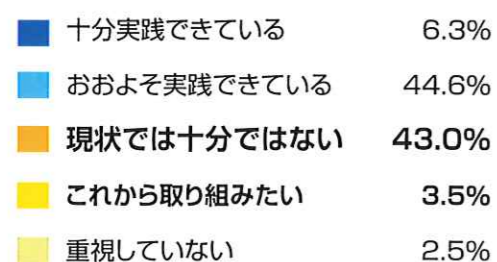 十分実践できている 6.3%
おおよそ実践できている 44.6%
現状では十分ではない 43.0%
これから取り組みたい 3.5%
重視していない 2.5%